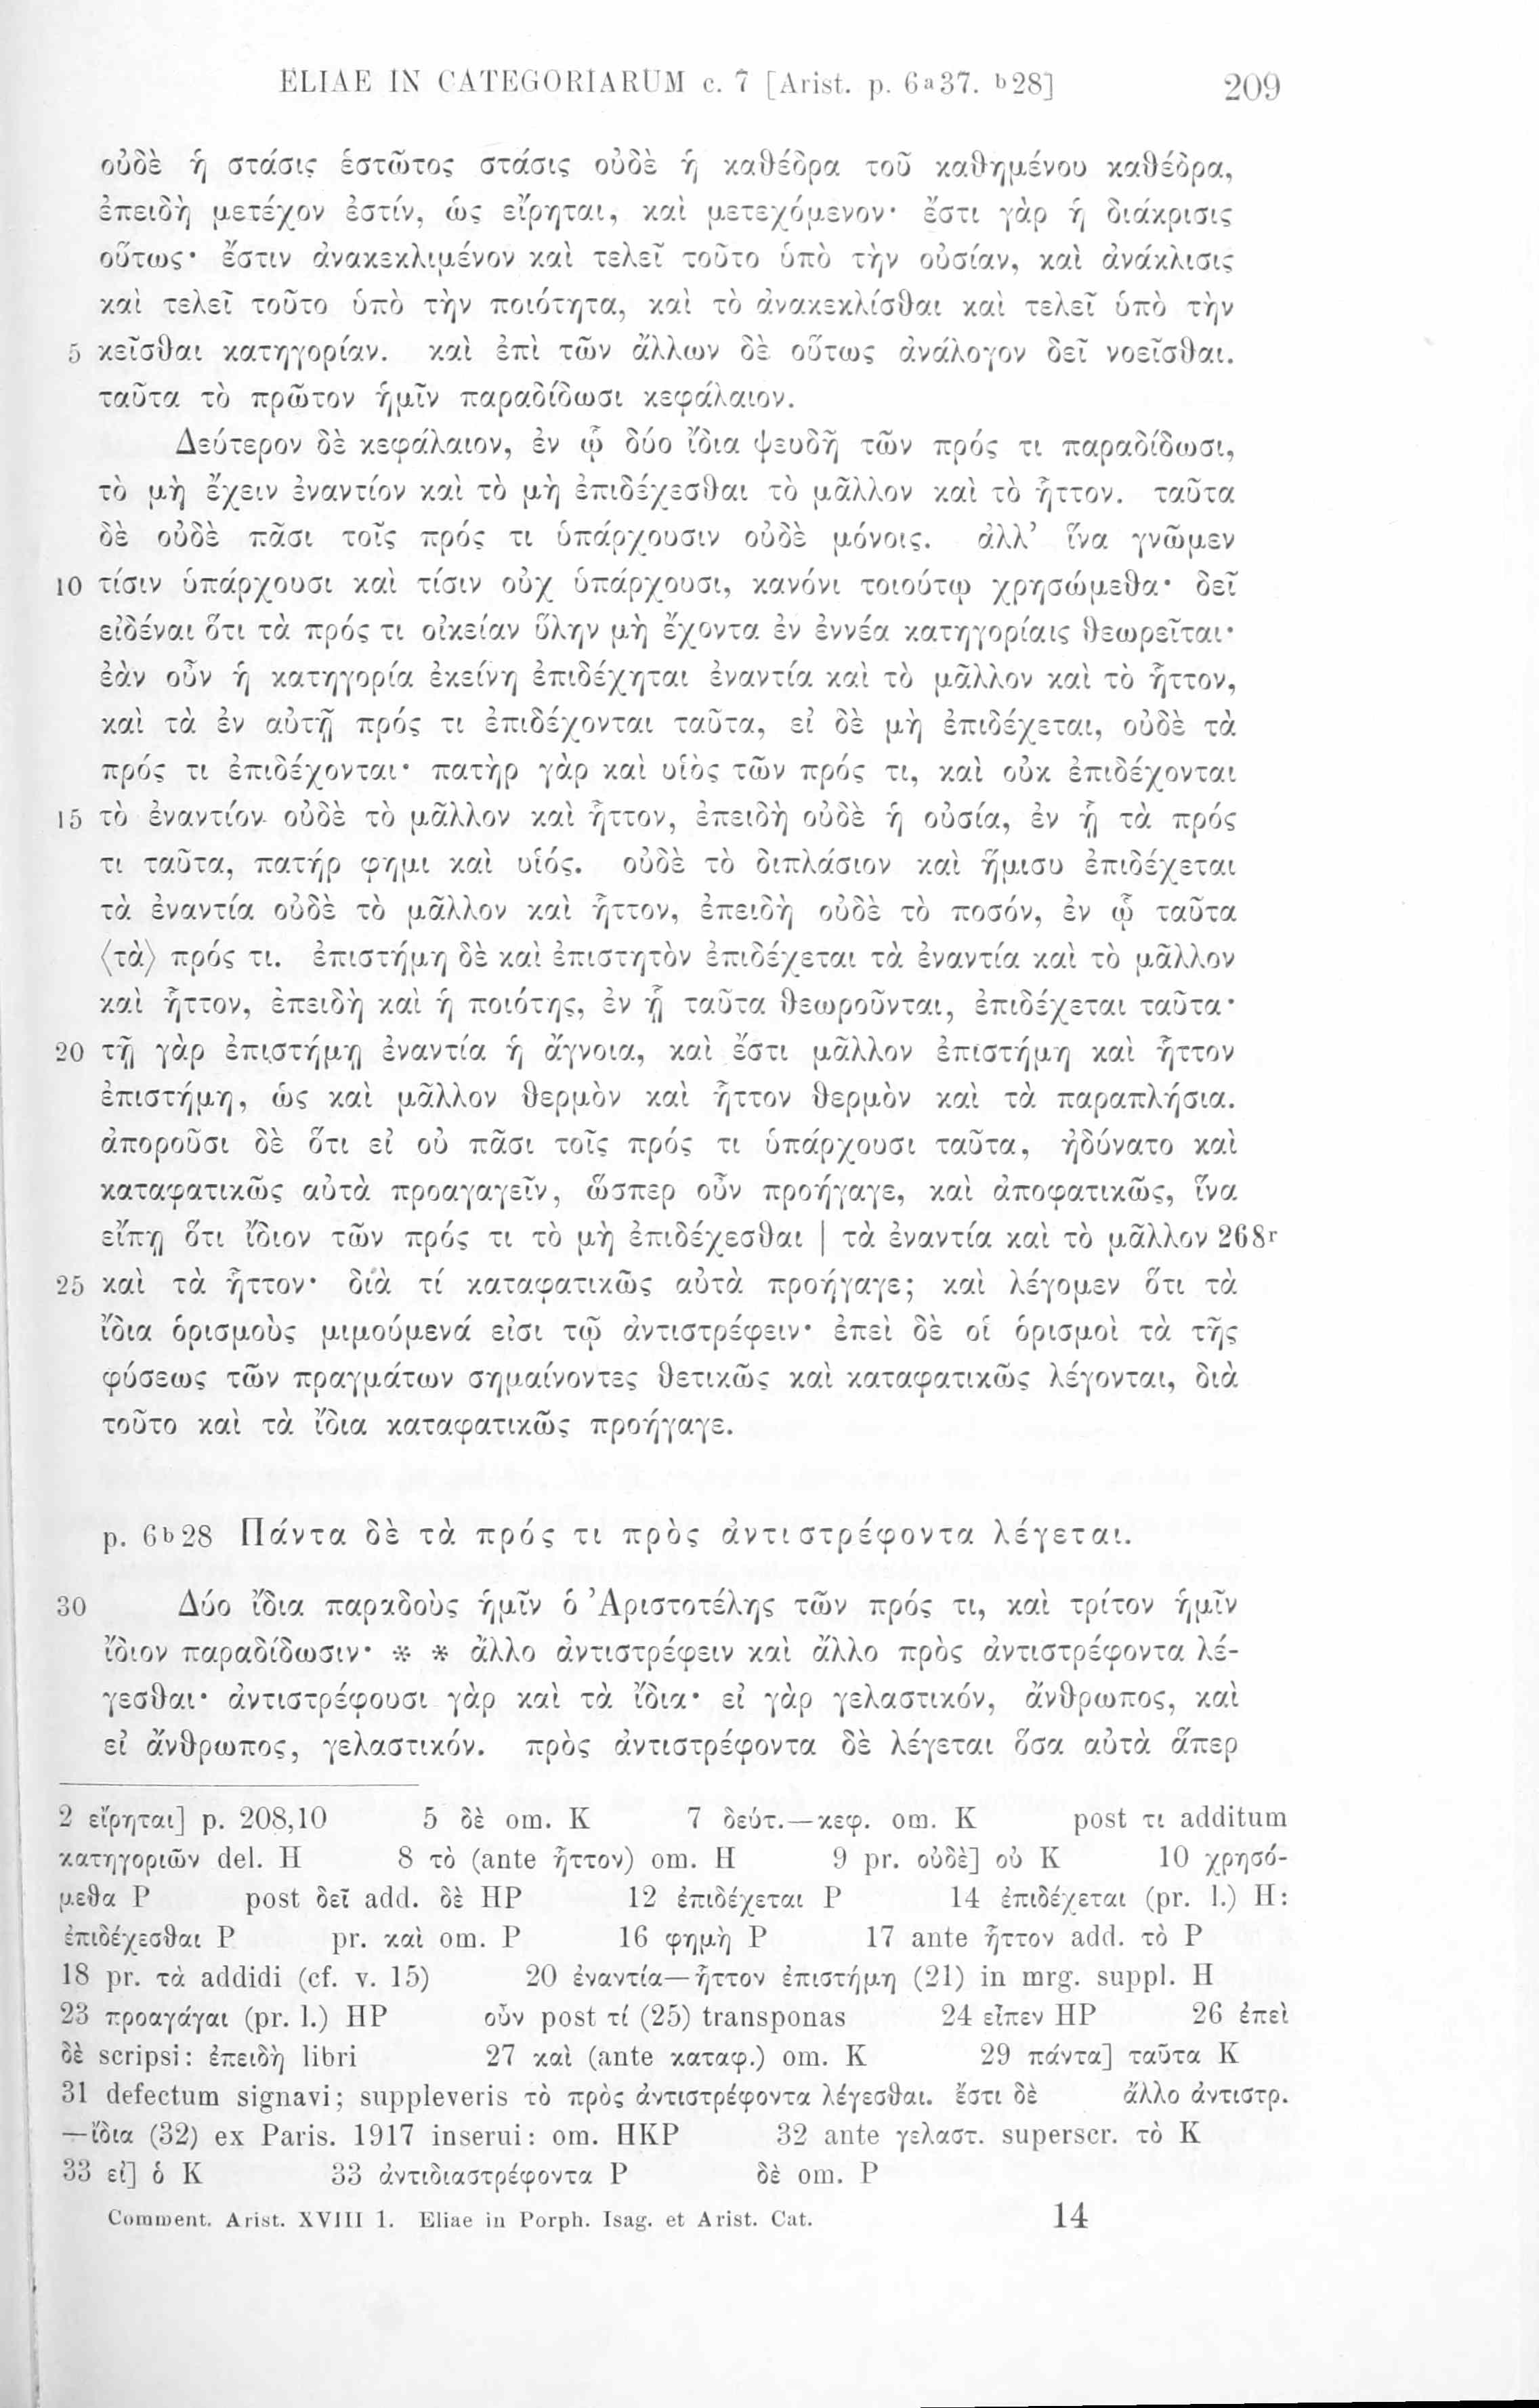 ELIAE IN CATEGORIARUM c. 7 [Arist. p. 6a37. b28] 209
οὐδὲ ἡ στάσις ἑστῶτος στάσις οὐδὲ ἡ καθέδρα τοῦ καθημένου καθέδρα,
ἐπειδὴ μετέχον ἐστίν, ὡς εἴρηται, καὶ μετεχόμενον· ἔστι γὰρ ἡ διάκρισις
οὕτως· ἔστιν ἀνακεκλιμένον καὶ τελεῖ τοῦτο ὑπὸ τὴν οὐσίαν, καὶ ἀνάκλισις
καὶ τελεῖ τοῦτο ὑπὸ τὴν ποιότητα, καὶ τὸ ἀνακεκλίσθαι καὶ τελεῖ ὑπὸ τὴν
5 κεῖσθαι κατηγορίαν. καὶ ἐπὶ τῶν ἄλλων δὲ οὕτως ἀνάλογον δεῖ νοεῖσθαι.
ταῦτα τὸ πρῶτον ἡμῖν παραδίδωσι κεφάλαιον.
Δεύτερον δὲ κεφάλαιον, ἐν ᾧ δύο ἴδια ψευδῆ τῶν πρός τι παραδίδωσι,
τὸ μὴ ἔχειν ἐναντίον καὶ τὸ μὴ ἐπιδέχεσθαι τὸ μᾶλλον καὶ τὸ ἧττον. ταῦτα
δὲ οὐδὲ πᾶσι τοῖς πρός τι ὑπάρχουσιν οὐδὲ μόνοις. ἀλλ’ ἵνα γνῶμεν
10 τίσιν ὑπάρχουσι καὶ τίσιν οὐχ ὑπάρχουσι, κανόνι τοιούτῳ χρησώμεθα· δεῖ
εἰδέναι ὅτι τὰ πρός τι οἰκείαν ὕλην μὴ ἔχοντα ἐν ἐννέα κατηγορίαις θεωρεῖται·
ἐὰν οὖν ἡ κατηγορία ἐκείνη ἐπιδέχηται ἐναντία καὶ τὸ μᾶλλον καὶ τὸ ἧττον,
καὶ τὰ ἐν αὐτῇ πρός τι ἐπιδέχονται ταῦτα, εἰ δὲ μὴ ἐπιδέχεται, οὐδὲ τὰ
πρός τι ἐπιδέχονται· πατὴρ γὰρ καὶ υἱὸς τῶν πρός τι, καὶ οὐκ ἐπιδέχονται
15 τὸ ἐναντίον οὐδὲ τὸ μᾶλλον καὶ ἧττον, ἐπειδὴ οὐδὲ ἡ οὐσία, ἐν ᾗ τὰ πρός
τι ταῦτα, πατήρ φημι καὶ υἱός. οὐδὲ τὸ διπλάσιον καὶ ἥμισυ ἐπιδέχεται
τὰ ἐναντία οὐδὲ τὸ μᾶλλον καὶ ἧττον, ἐπειδὴ οὐδὲ τὸ ποσόν, ἐν ᾧ ταῦτα
⟨τὰ⟩ πρός τι. ἐπιστήμη δὲ καὶ ἐπιστητὸν ἐπιδέχεται τὰ ἐναντία καὶ τὸ μᾶλλον
καὶ ἧττον, ἐπειδὴ καὶ ἡ ποιότης, ἐν ᾗ ταῦτα θεωροῦνται, ἐπιδέχεται ταῦτα·
20 τῇ γὰρ ἐπιστήμῃ ἐναντία ἡ ἄγνοια, καὶ ἔστι μᾶλλον ἐπιστήμη καὶ ἧττον
ἐπιστήμη, ὡς καὶ μᾶλλον θερμὸν καὶ ἧττον θερμὸν καὶ τὰ παραπλήσια.
ἀποροῦσι δὲ ὅτι εἰ οὐ πᾶσι τοῖς πρός τι ὑπάρχουσι ταῦτα, ἠδύνατο καὶ
καταφατικῶς αὐτὰ προαγαγεῖν, ὥσπερ οὖν προήγαγε, καὶ ἀποφατικῶς, ἵνα
εἴπῃ ὅτι ἴδιον τῶν πρός τι τὸ μὴ ἐπιδέχεσθαι | τὰ ἐναντία καὶ τὸ μᾶλλον 268r
25 καὶ τὰ ἧττον· διὰ τί καταφατικῶς αὐτὰ προήγαγε; καὶ λέγομεν ὅτι τὰ
ἴδια ὁρισμοὺς μιμούμενά εἰσι τῷ ἀντιστρέφειν· ἐπεὶ δὲ οἱ ὁρισμοὶ τὰ τῆς
φύσεως τῶν πραγμάτων σημαίνοντες θετικῶς καὶ καταφατικῶς λέγονται, διὰ
τοῦτο καὶ τὰ ἴδια καταφατικῶς προήγαγε.
p. 6b28 Πάντα δὲ τὰ πρός τι πρὸς ἀντιστρέφοντα λέγεται.
30 Δύο ἴδια παραδοὺς ἡμῖν ὁ Ἀριστοτέλης τῶν πρός τι, καὶ τρίτον ἡμῖν
ἴδιον παραδίδωσιν· * * ἄλλο ἀντιστρέφειν καὶ ἄλλο πρὸς ἀντιστρέφοντα λέ-
γεσθαι· ἀντιστρέφουσι γὰρ καὶ τὰ ἴδια· εἰ γὰρ γελαστικόν, ἄνθρωπος, καὶ
εἰ ἄνθρωπος, γελαστικόν. πρὸς ἀντιστρέφοντα δὲ λέγεται ὅσα αὐτὰ ἅπερ
2 εἴρηται] p. 208,10 5 δὲ om. K 7 δεύτ.—κεφ. om. K post τι additum
κατηγοριῶν del. H 8 τὸ (ante ἧττον) om. H 9 pr. οὐδὲ] οὐ K 10 χρησό-
μεθα P post δεῖ add. δὲ HP 12 ἐπιδέχεται P 14 ἐπιδέχεται (pr. l.) H:
ἐπιδέχεσθαι P pr. καὶ om. P 16 φημὴ P 17 ante ἧττον add. τὸ P
18 pr. τὰ addidi (cf. v. 15) 20 ἐναντία—ἧττον ἐπιστήμη (21) in mrg. suppl. H
23 προαγάγαι (pr. l.) HP οὖν post τί (25) transponas 24 εἶπεν HP 26 ἐπεὶ
δὲ scripsi: ἐπειδὴ libri 27 καὶ (ante καταφ.) om. K 29 πάντα] ταῦτα K
31 defectum signavi; suppleveris τὸ πρὸς ἀντιστρέφοντα λέγεσθαι. ἔστι δὲ ἄλλο ἀντιστρ.
—ἴδια (32) ex Paris. 1917 inserui: om. HKP 32 ante γελαστ. superscr. τὸ K
33 εἰ] ὁ K 33 ἀντιδιαστρέφοντα P δὲ om. P
Comment. Arist. XVIII 1. Eliae in Porph. Isag. et Arist. Cat. 14